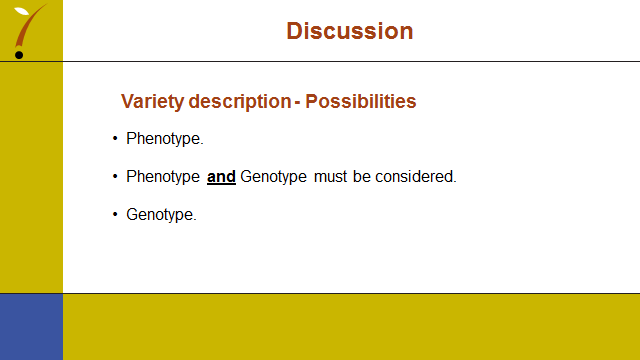 Discussion
Variety description - Possibilities
• Phenotype.
• Phenotype and Genotype must be considered.
• Genotype.